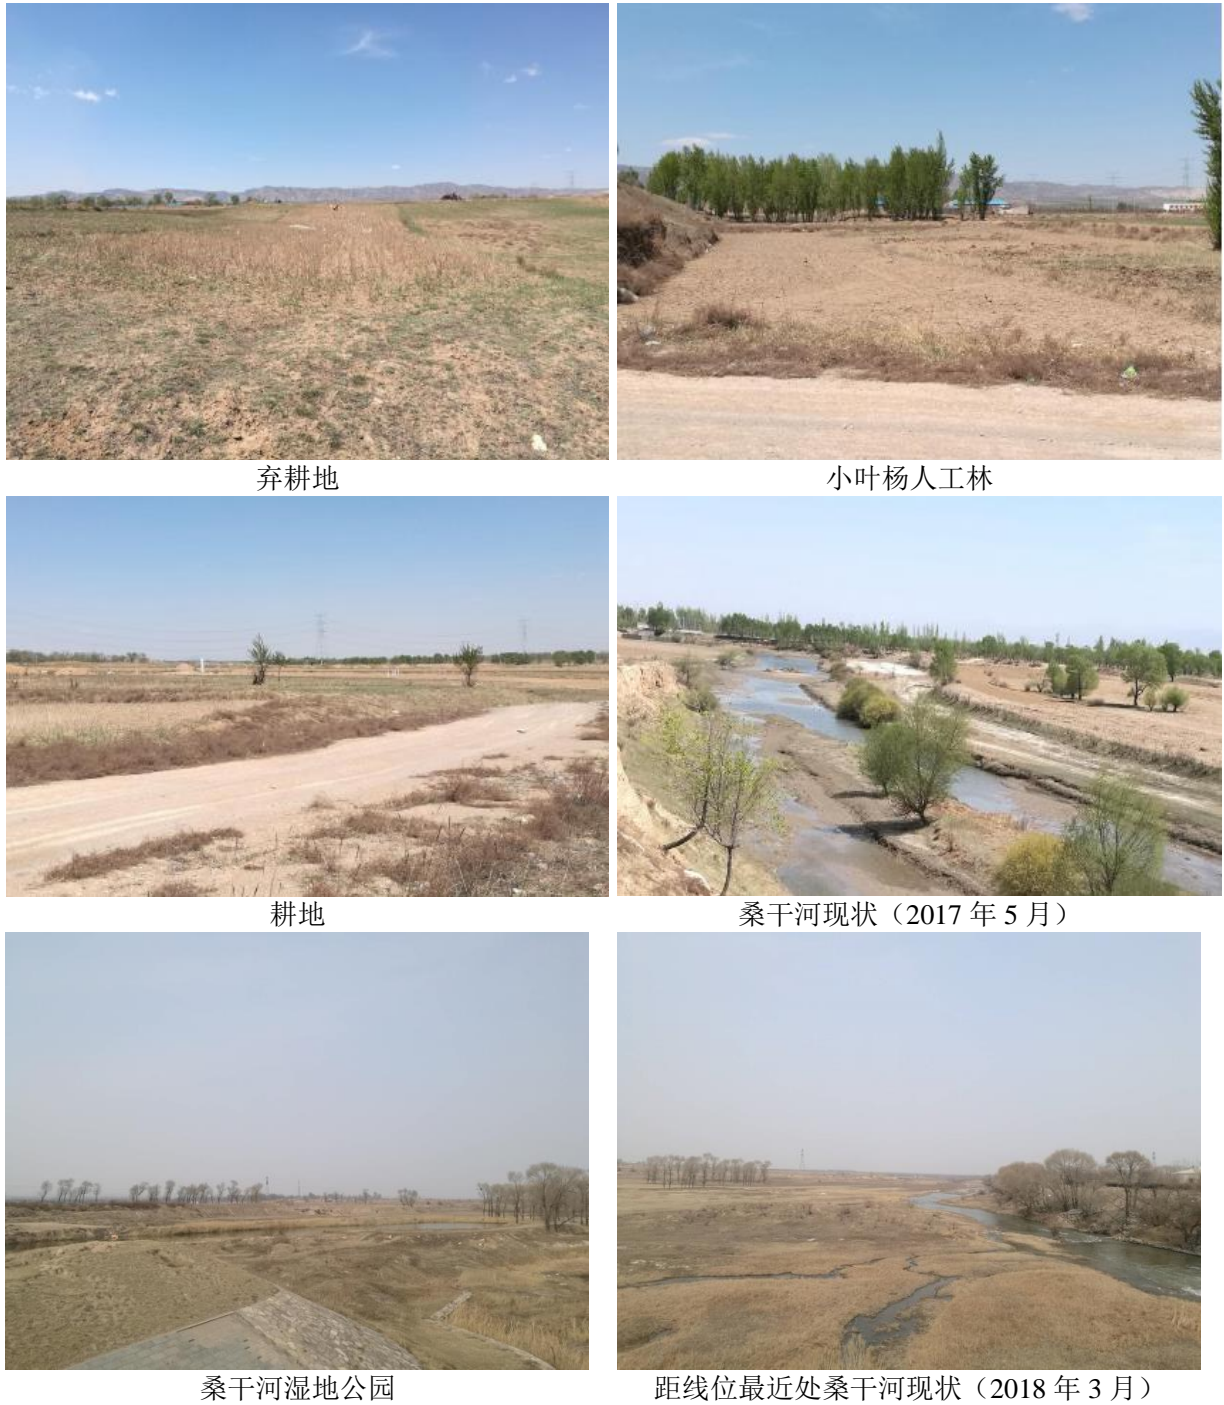 弃耕地
小叶杨人工林
耕地
桑干河现状（2017 年 5 月）
桑干河湿地公园
距线位最近处桑干河现状（2018 年 3 月）